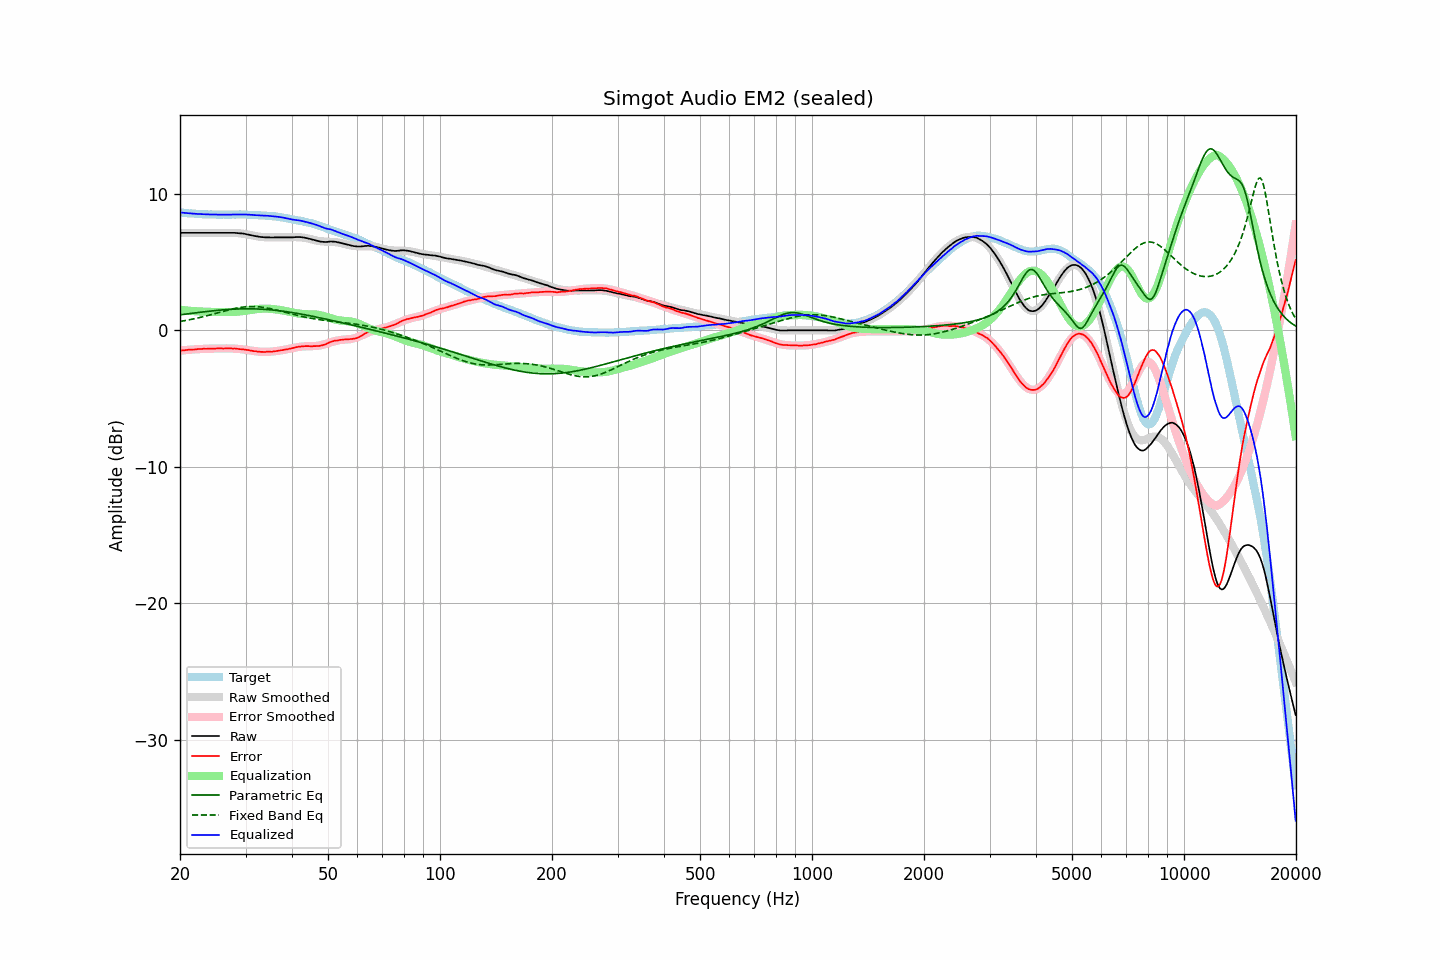 Simgot Audio EM2 (sealed)
Amplitude (dBr)
10
0
−10
−20
−30
Target
Raw Smoothed
Error Smoothed
Raw
Error
Equalization
Parametric Eq
Fixed Band Eq
Equalized
20 50 100 200 500 1000 2000 5000 10000 20000
Frequency (Hz)